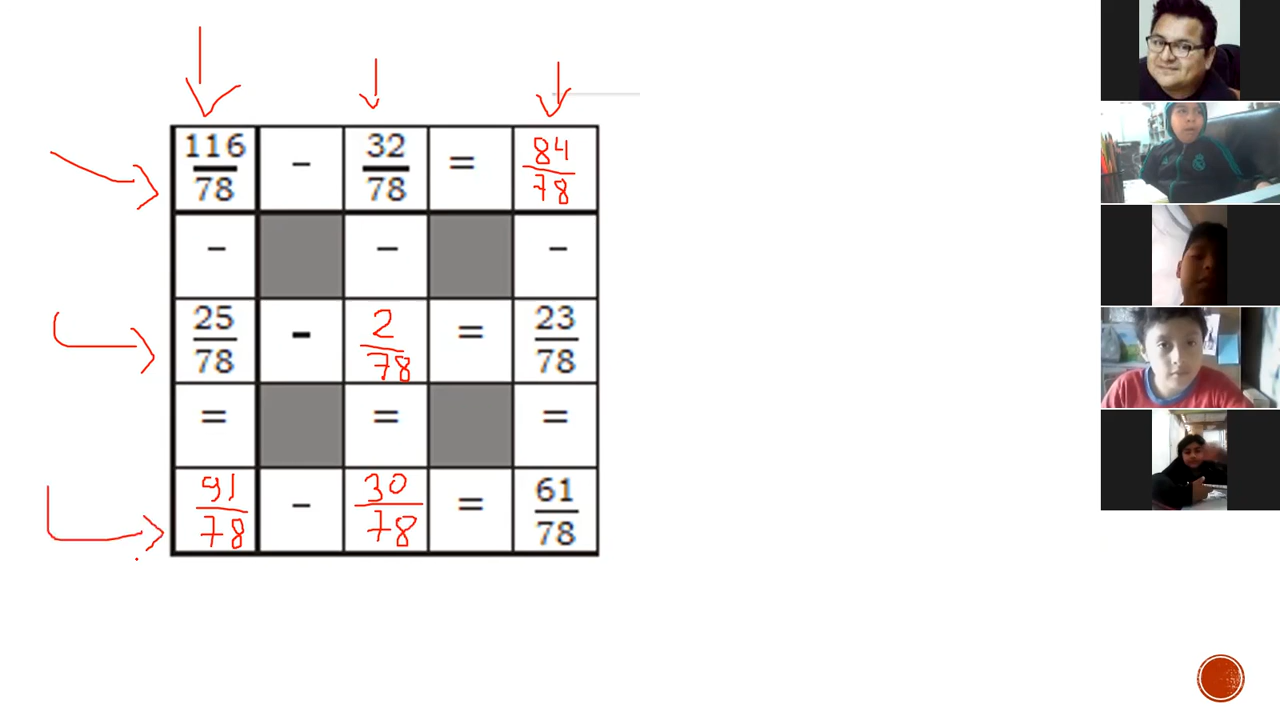 116/78 - 32/78 = 84/78
- - -
25/78 - 2/78 = 23/78
= = =
91/78 - 30/78 = 61/78